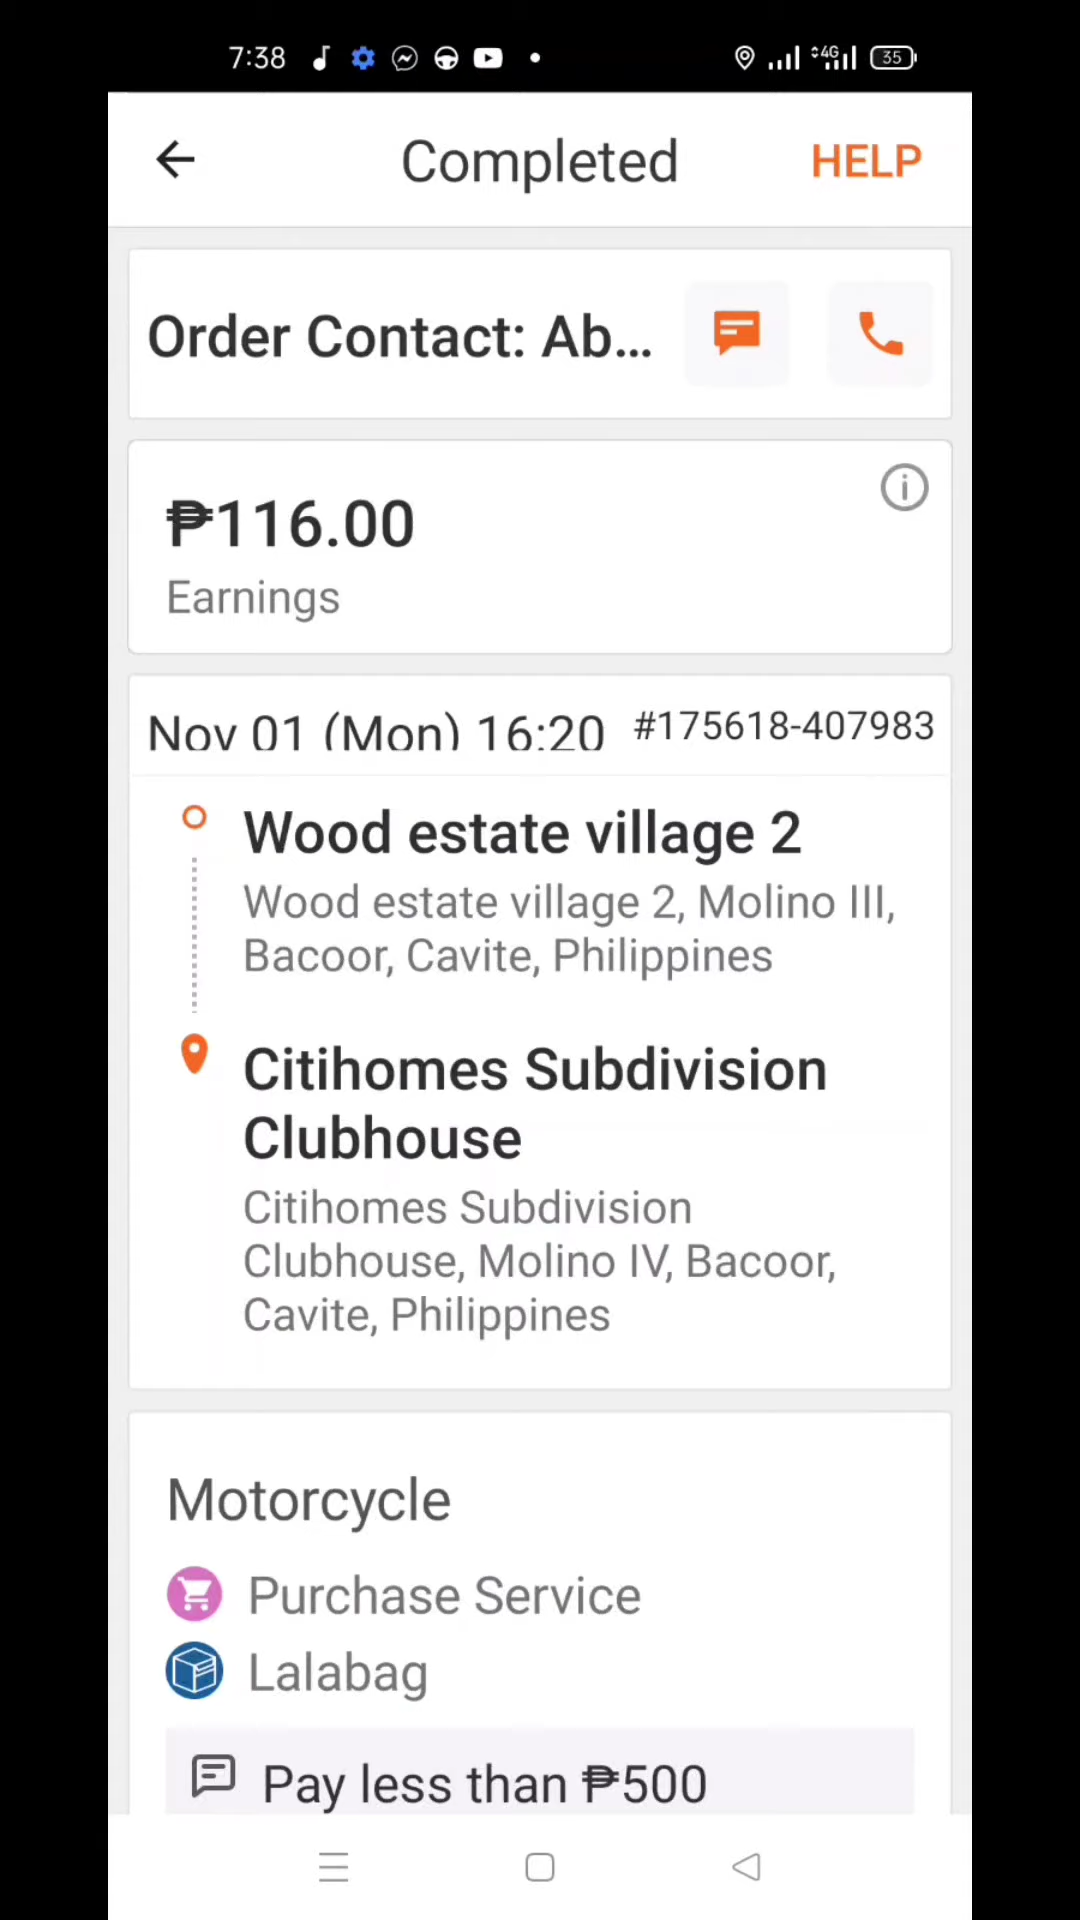 7:38
4G
35
Completed
HELP
Order Contact: Ab...
₱116.00
Earnings
Nov 01 (Mon) 16:20
#175618-407983
Wood estate village 2
Wood estate village 2, Molino III,
Bacoor, Cavite, Philippines
Citihomes Subdivision
Clubhouse
Citihomes Subdivision
Clubhouse, Molino IV, Bacoor,
Cavite, Philippines
Motorcycle
Purchase Service
Lalabag
Pay less than ₱500